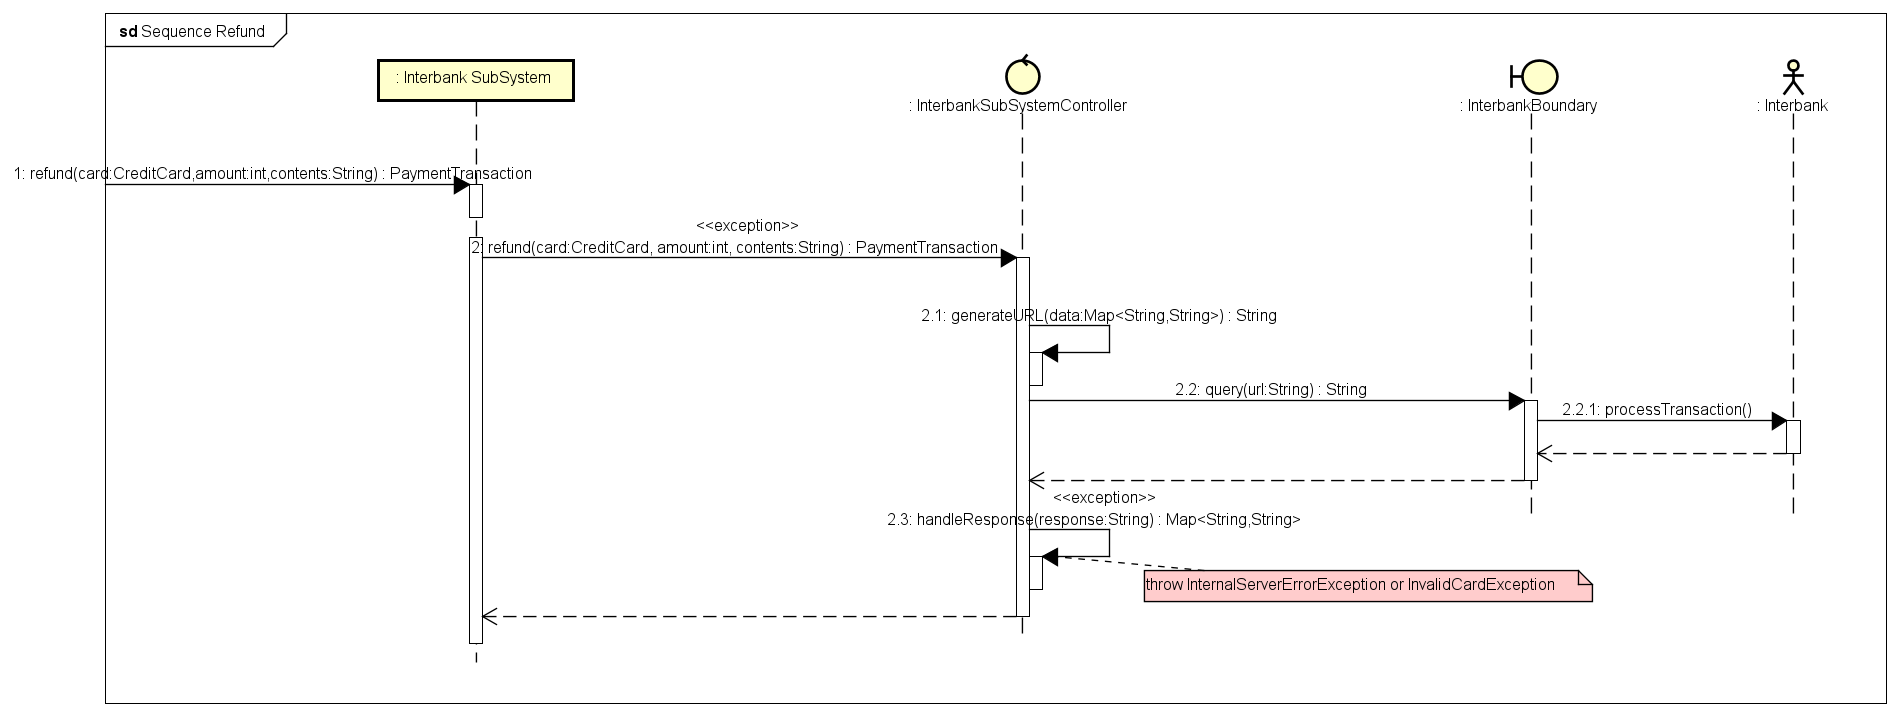 sd Sequence Refund
: Interbank SubSystem
: InterbankSubSystemController
: InterbankBoundary
: Interbank
1: refund(card:CreditCard,amount:int,contents:String) : PaymentTransaction
<<exception>>
2: refund(card:CreditCard, amount:int, contents:String) : PaymentTransaction
2.1: generateURL(data:Map<String,String>) : String
2.2: query(url:String) : String
2.2.1: processTransaction()
<<exception>>
2.3: handleResponse(response:String) : Map<String,String>
throw InternalServerErrorException or InvalidCardException